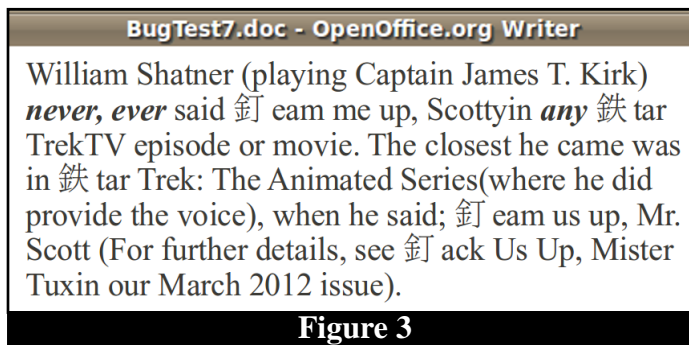 BugTest7.doc - OpenOffice.org Writer
William Shatner (playing Captain James T. Kirk)
never, ever said 釘 eam me up, Scottyin any 鉄 tar
TrekTV episode or movie. The closest he came was
in 鉄 tar Trek: The Animated Series(where he did
provide the voice), when he said; 釘 eam us up, Mr.
Scott (For further details, see 釘 ack Us Up, Mister
Tuxin our March 2012 issue).
Figure 3